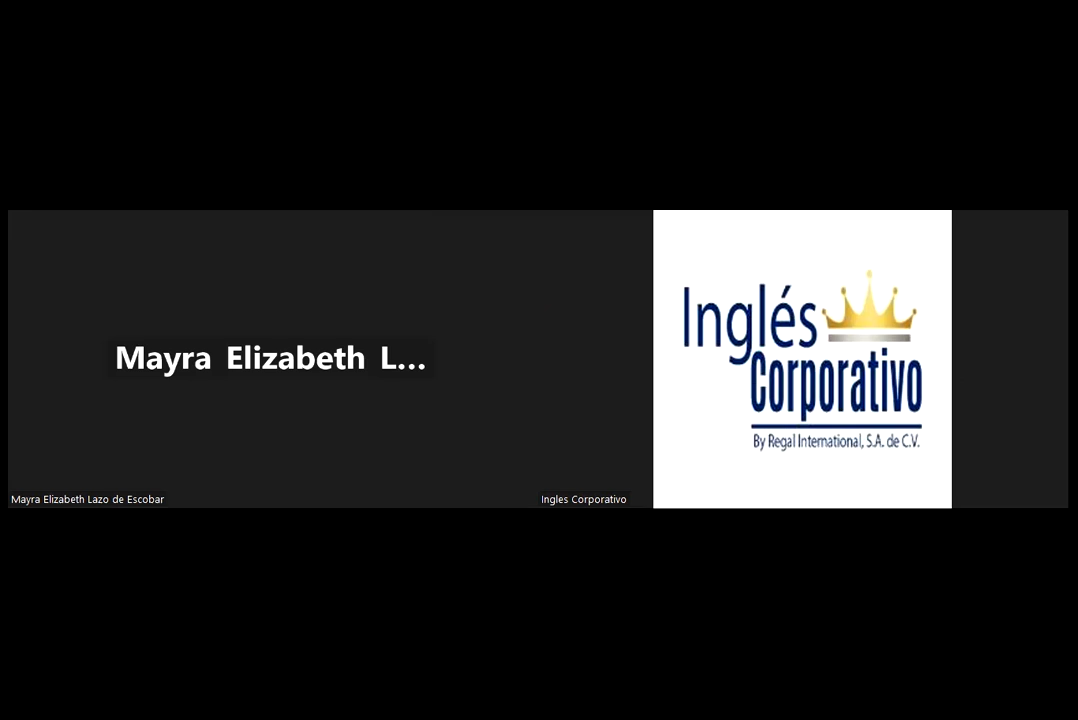 Mayra Elizabeth L...
Mayra Elizabeth Lazo de Escobar
Inglés
Corporativo
By Regal International, S.A. de C.V.
Ingles Corporativo